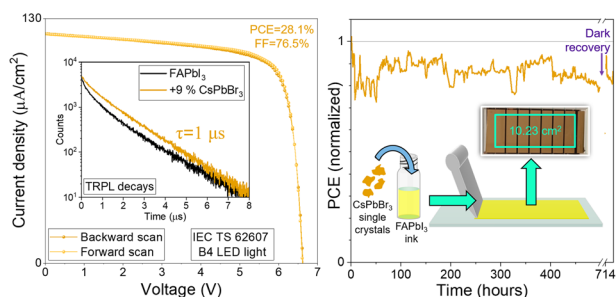 130
0
Current density (µA/cm²)
PCE=28.1%
FF=76.5%
FAPbI₃
+9 % CsPbBr₃
τ=1 µs
TRPL decays
Counts
10⁴
10³
10²
10¹
0 1 2 3 4 5 6 7 8
Time (µs)
Backward scan
Forward scan
IEC TS 62607
B4 LED light
0 1 2 3 4 5 6 7
Voltage (V)
Dark
recovery
PCE (normalized)
1
0
10.23 cm²
CsPbBr₃
single
crystals
FAPbI₃
ink
0 100 200 300 400 714
Time (hours)